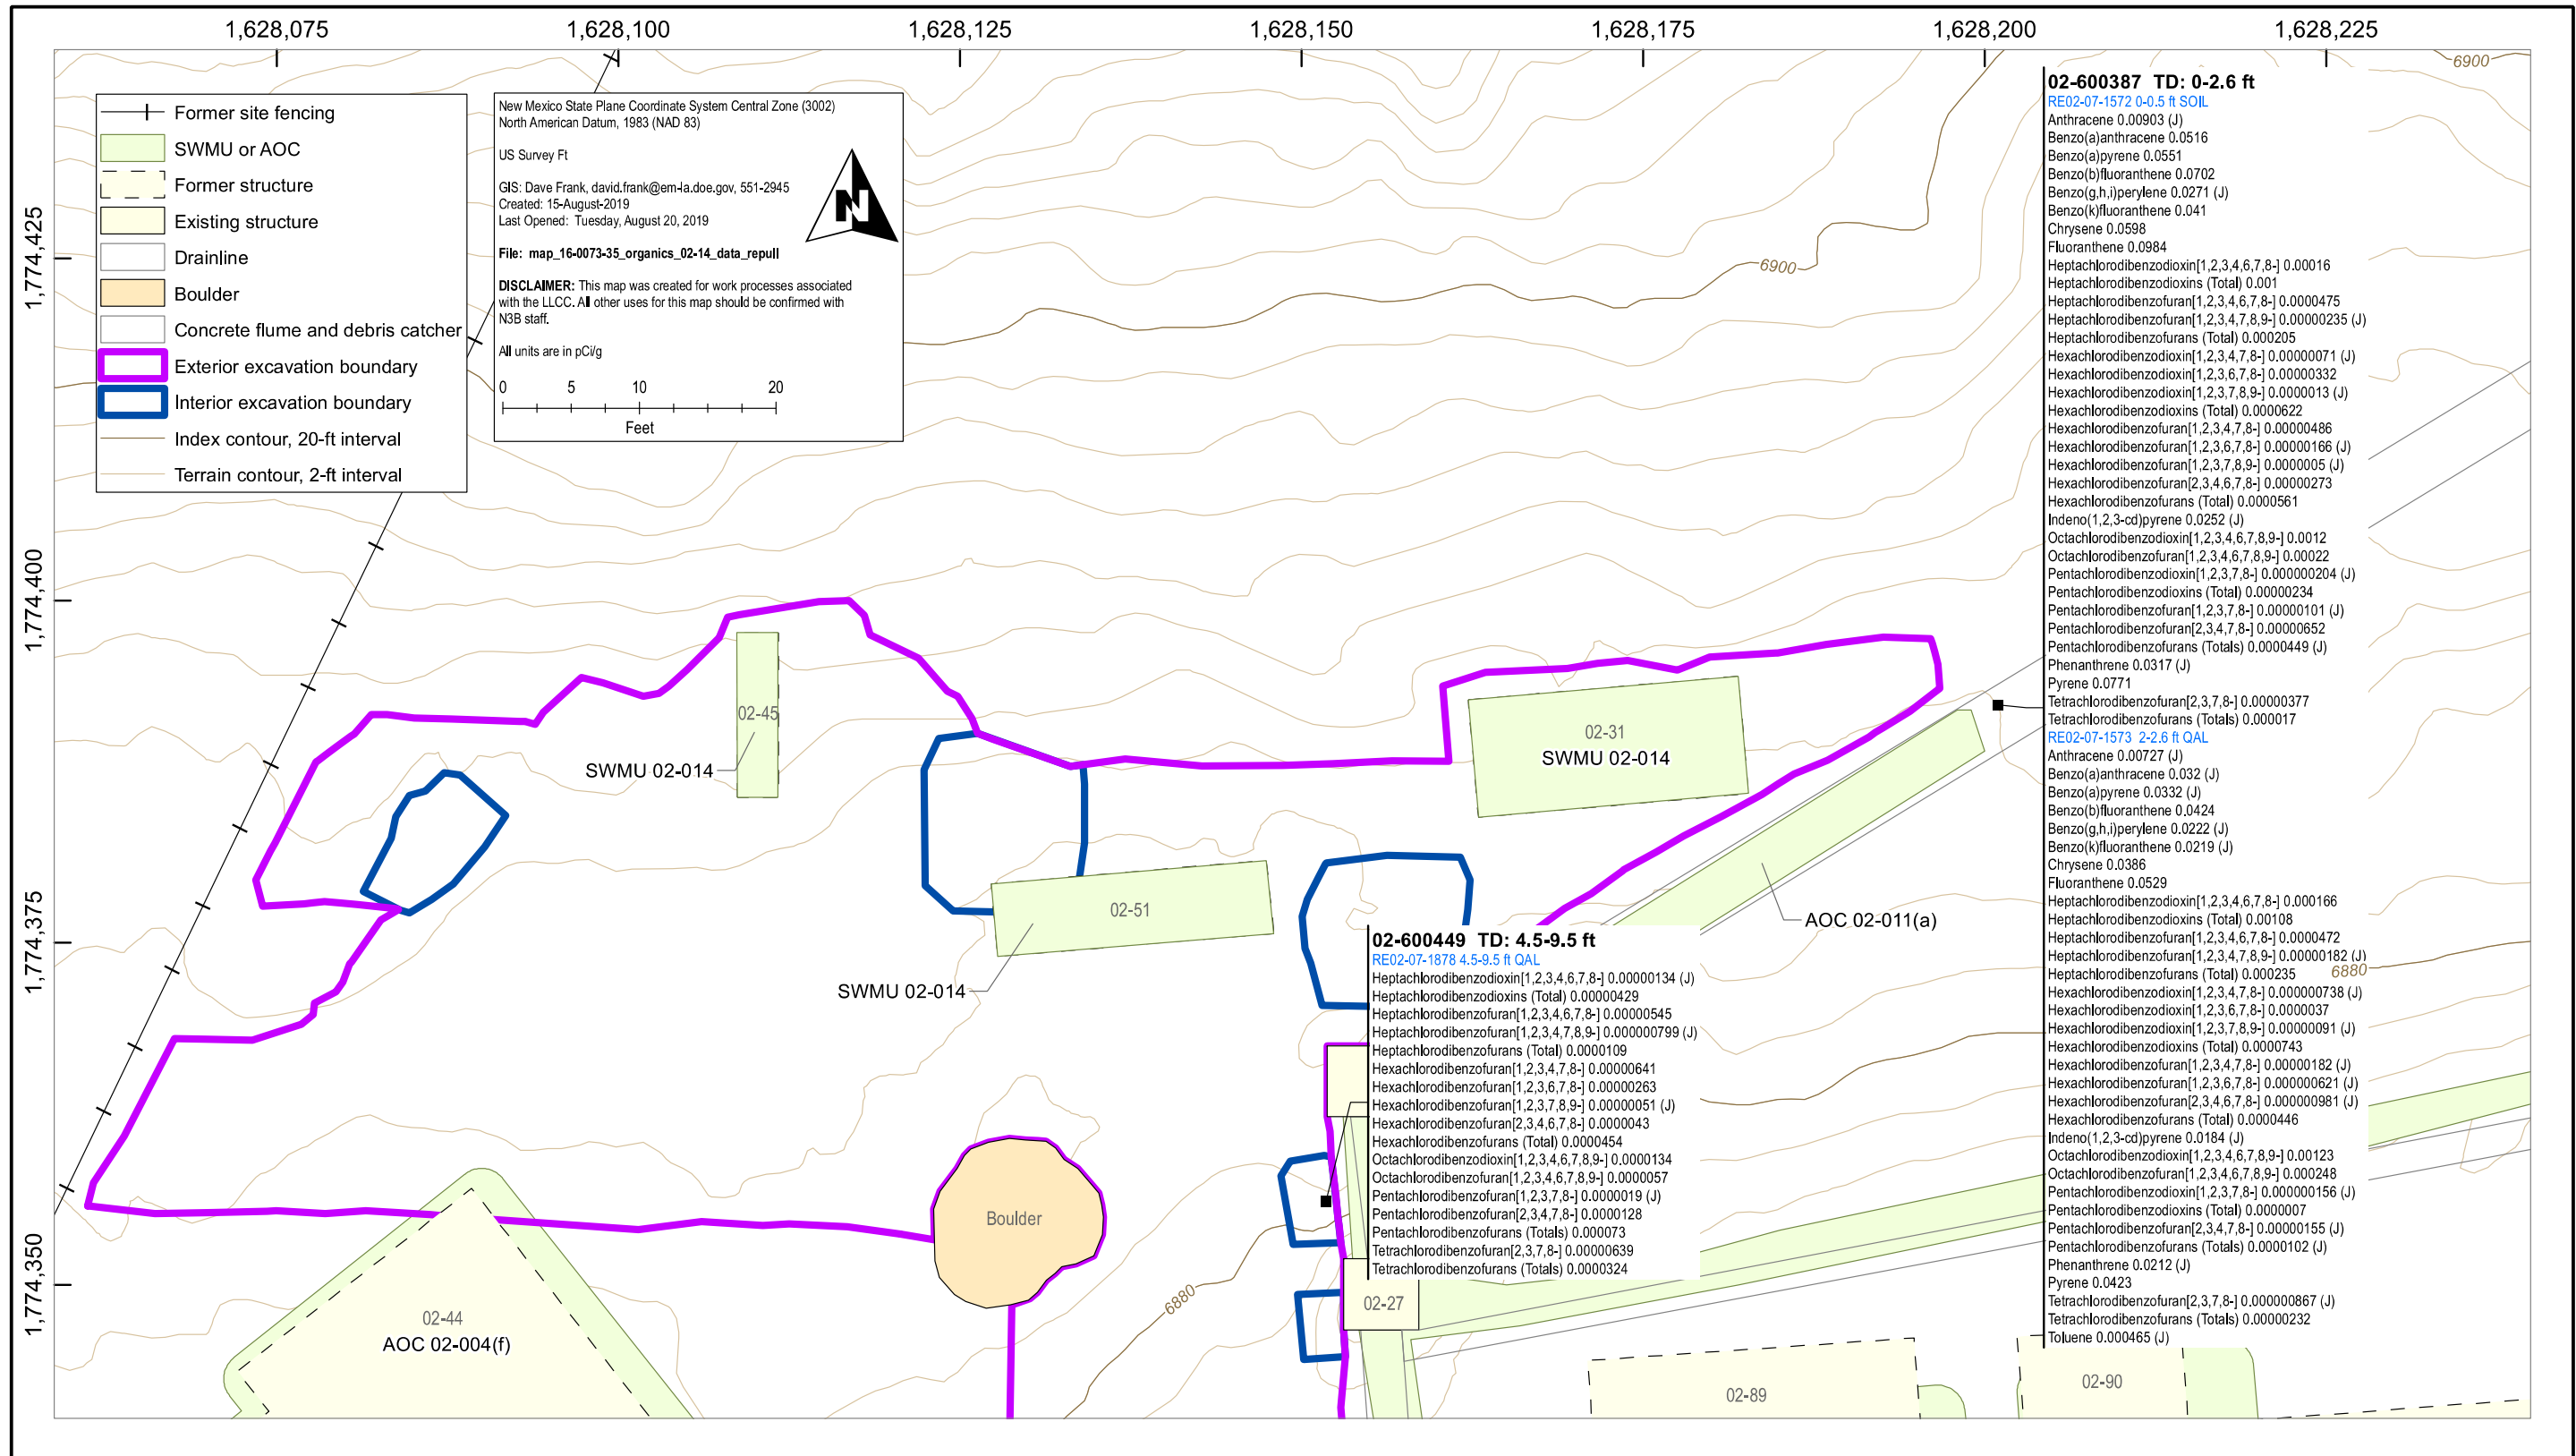 1,628,075
1,628,100
1,628,125
1,628,150
1,628,175
1,628,200
1,628,225
1,774,425
1,774,400
1,774,375
1,774,350
Former site fencing
SWMU or AOC
Former structure
Existing structure
Drainline
Boulder
Concrete flume and debris catcher
Exterior excavation boundary
Interior excavation boundary
Index contour, 20-ft interval
Terrain contour, 2-ft interval
New Mexico State Plane Coordinate System Central Zone (3002)
North American Datum, 1983 (NAD 83)
US Survey Ft
GIS: Dave Frank, david.frank@em-la.doe.gov, 551-2945
Created: 15-August-2019
Last Opened: Tuesday, August 20, 2019
File: map_16-0073-35_organics_02-14_data_repull
DISCLAIMER: This map was created for work processes associated
with the LLCC. All other uses for this map should be confirmed with
N3B staff.
All units are in pCi/g
0 5 10 20
Feet
N
6900
6900
02-45
SWMU 02-014
02-31
SWMU 02-014
02-51
SWMU 02-014
AOC 02-011(a)
Boulder
02-44
AOC 02-004(f)
6880
6880
02-27
02-89
02-90
02-600449 TD: 4.5-9.5 ft
RE02-07-1878 4.5-9.5 ft QAL
Heptachlorodibenzodioxin[1,2,3,4,6,7,8-] 0.00000134 (J)
Heptachlorodibenzodioxins (Total) 0.00000429
Heptachlorodibenzofuran[1,2,3,4,6,7,8-] 0.00000545
Heptachlorodibenzofuran[1,2,3,4,7,8,9-] 0.000000799 (J)
Heptachlorodibenzofurans (Total) 0.0000109
Hexachlorodibenzofuran[1,2,3,4,7,8-] 0.00000641
Hexachlorodibenzofuran[1,2,3,6,7,8-] 0.00000263
Hexachlorodibenzofuran[1,2,3,7,8,9-] 0.00000051 (J)
Hexachlorodibenzofuran[2,3,4,6,7,8-] 0.0000043
Hexachlorodibenzofurans (Total) 0.0000454
Octachlorodibenzodioxin[1,2,3,4,6,7,8,9-] 0.0000134
Octachlorodibenzofuran[1,2,3,4,6,7,8,9-] 0.0000057
Pentachlorodibenzofuran[1,2,3,7,8-] 0.0000019 (J)
Pentachlorodibenzofuran[2,3,4,7,8-] 0.0000128
Pentachlorodibenzofurans (Totals) 0.000073
Tetrachlorodibenzofuran[2,3,7,8-] 0.00000639
Tetrachlorodibenzofurans (Totals) 0.0000324
02-600387 TD: 0-2.6 ft
RE02-07-1572 0-0.5 ft SOIL
Anthracene 0.00903 (J)
Benzo(a)anthracene 0.0516
Benzo(a)pyrene 0.0551
Benzo(b)fluoranthene 0.0702
Benzo(g,h,i)perylene 0.0271 (J)
Benzo(k)fluoranthene 0.041
Chrysene 0.0598
Fluoranthene 0.0984
Heptachlorodibenzodioxin[1,2,3,4,6,7,8-] 0.00016
Heptachlorodibenzodioxins (Total) 0.001
Heptachlorodibenzofuran[1,2,3,4,6,7,8-] 0.0000475
Heptachlorodibenzofuran[1,2,3,4,7,8,9-] 0.00000235 (J)
Heptachlorodibenzofurans (Total) 0.000205
Hexachlorodibenzodioxin[1,2,3,4,7,8-] 0.00000071 (J)
Hexachlorodibenzodioxin[1,2,3,6,7,8-] 0.00000332
Hexachlorodibenzodioxin[1,2,3,7,8,9-] 0.0000013 (J)
Hexachlorodibenzodioxins (Total) 0.0000622
Hexachlorodibenzofuran[1,2,3,4,7,8-] 0.00000486
Hexachlorodibenzofuran[1,2,3,6,7,8-] 0.00000166 (J)
Hexachlorodibenzofuran[1,2,3,7,8,9-] 0.0000005 (J)
Hexachlorodibenzofuran[2,3,4,6,7,8-] 0.00000273
Hexachlorodibenzofurans (Total) 0.0000561
Indeno(1,2,3-cd)pyrene 0.0252 (J)
Octachlorodibenzodioxin[1,2,3,4,6,7,8,9-] 0.0012
Octachlorodibenzofuran[1,2,3,4,6,7,8,9-] 0.00022
Pentachlorodibenzodioxin[1,2,3,7,8-] 0.000000204 (J)
Pentachlorodibenzodioxins (Total) 0.00000234
Pentachlorodibenzofuran[1,2,3,7,8-] 0.00000101 (J)
Pentachlorodibenzofuran[2,3,4,7,8-] 0.00000652
Pentachlorodibenzofurans (Totals) 0.0000449 (J)
Phenanthrene 0.0317 (J)
Pyrene 0.0771
Tetrachlorodibenzofuran[2,3,7,8-] 0.00000377
Tetrachlorodibenzofurans (Totals) 0.000017
RE02-07-1573 2-2.6 ft QAL
Anthracene 0.00727 (J)
Benzo(a)anthracene 0.032 (J)
Benzo(a)pyrene 0.0332 (J)
Benzo(b)fluoranthene 0.0424
Benzo(g,h,i)perylene 0.0222 (J)
Benzo(k)fluoranthene 0.0219 (J)
Chrysene 0.0386
Fluoranthene 0.0529
Heptachlorodibenzodioxin[1,2,3,4,6,7,8-] 0.000166
Heptachlorodibenzodioxins (Total) 0.00108
Heptachlorodibenzofuran[1,2,3,4,6,7,8-] 0.0000472
Heptachlorodibenzofuran[1,2,3,4,7,8,9-] 0.00000182 (J)
Heptachlorodibenzofurans (Total) 0.000235
Hexachlorodibenzodioxin[1,2,3,4,7,8-] 0.000000738 (J)
Hexachlorodibenzodioxin[1,2,3,6,7,8-] 0.0000037
Hexachlorodibenzodioxin[1,2,3,7,8,9-] 0.00000091 (J)
Hexachlorodibenzodioxins (Total) 0.0000743
Hexachlorodibenzofuran[1,2,3,4,7,8-] 0.00000182 (J)
Hexachlorodibenzofuran[1,2,3,6,7,8-] 0.000000621 (J)
Hexachlorodibenzofuran[2,3,4,6,7,8-] 0.000000981 (J)
Hexachlorodibenzofurans (Total) 0.0000446
Indeno(1,2,3-cd)pyrene 0.0184 (J)
Octachlorodibenzodioxin[1,2,3,4,6,7,8,9-] 0.00123
Octachlorodibenzofuran[1,2,3,4,6,7,8,9-] 0.000248
Pentachlorodibenzodioxin[1,2,3,7,8-] 0.000000156 (J)
Pentachlorodibenzodioxins (Total) 0.0000007
Pentachlorodibenzofuran[2,3,4,7,8-] 0.00000155 (J)
Pentachlorodibenzofurans (Totals) 0.0000102 (J)
Phenanthrene 0.0212 (J)
Pyrene 0.0423
Tetrachlorodibenzofuran[2,3,7,8-] 0.000000867 (J)
Tetrachlorodibenzofurans (Totals) 0.00000232
Toluene 0.000465 (J)